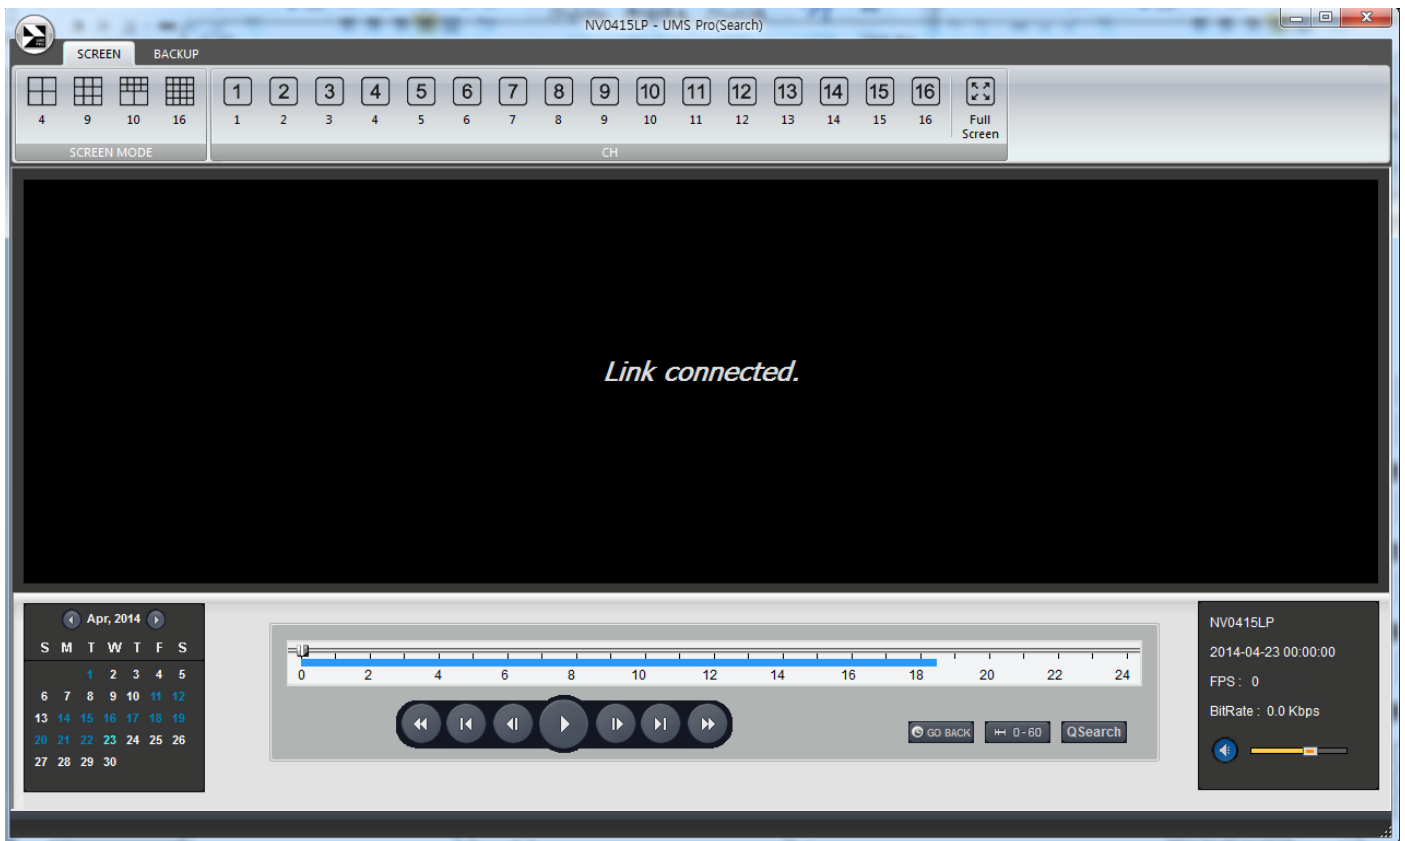 NV0415LP - UMS Pro(Search)
SCREEN BACKUP
1 2 3 4 5 6 7 8 9 10 11 12 13 14 15 16
4 9 10 16 1 2 3 4 5 6 7 8 9 10 11 12 13 14 15 16 Full
Screen
SCREEN MODE CH
Link connected.
Apr, 2014
S M T W T F S
1 2 3 4 5
6 7 8 9 10 11 12
13 14 15 16 17 18 19
20 21 22 23 24 25 26
27 28 29 30
0 2 4 6 8 10 12 14 16 18 20 22 24
GO BACK 0-60 QSearch
NV0415LP
2014-04-23 00:00:00
FPS : 0
BitRate : 0.0 Kbps